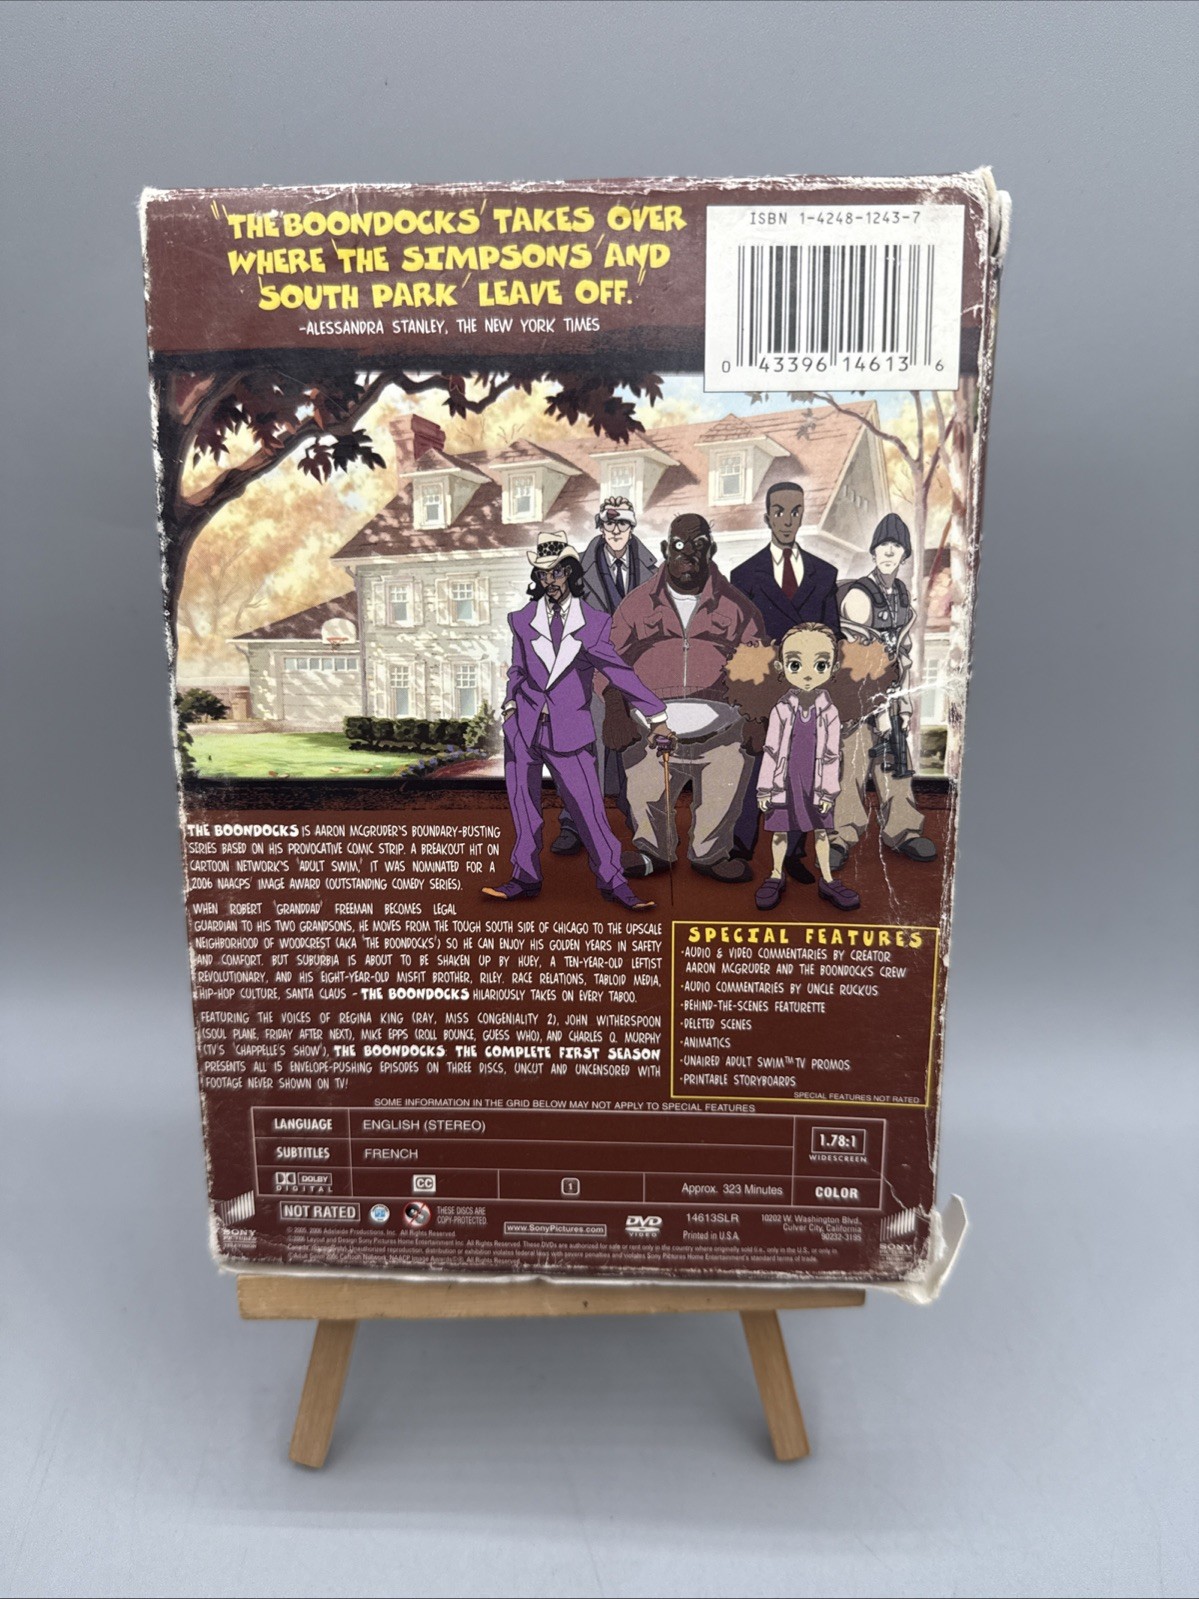 "THE BOONDOCKS' TAKES OVER
WHERE 'THE SIMPSONS' AND
'SOUTH PARK' LEAVE OFF."
-ALESSANDRA STANLEY, THE NEW YORK TIMES
ISBN 1-4248-1243-7
0 43396 14613 6
THE BOONDOCKS IS AARON MCGRUDER'S BOUNDARY-BUSTING
SERIES BASED ON HIS PROVOCATIVE COMIC STRIP. A BREAKOUT HIT ON
CARTOON NETWORK'S 'ADULT SWIM,' IT WAS NOMINATED FOR A
2006 NAACP IMAGE AWARD (OUTSTANDING COMEDY SERIES).
WHEN ROBERT 'GRANDDAD' FREEMAN BECOMES LEGAL
GUARDIAN TO HIS TWO GRANDSONS, HE MOVES FROM THE TOUGH SOUTH SIDE OF CHICAGO TO THE UPSCALE
NEIGHBORHOOD OF WOODCREST (AKA 'THE BOONDOCKS') SO HE CAN ENJOY HIS GOLDEN YEARS IN SAFETY
AND COMFORT. BUT SUBURBIA IS ABOUT TO BE SHAKEN UP BY HUEY, A TEN-YEAR-OLD LEFTIST
REVOLUTIONARY, AND HIS EIGHT-YEAR-OLD MISFIT BROTHER, RILEY. RACE RELATIONS, TABLOID MEDIA,
HIP-HOP CULTURE, SANTA CLAUS - THE BOONDOCKS HILARIOUSLY TAKES ON EVERY TABOO.
FEATURING THE VOICES OF REGINA KING (RAY, MISS CONGENIALITY 2), JOHN WITHERSPOON
(SOUL PLANE, FRIDAY AFTER NEXT), MIKE EPPS (ROLL BOUNCE, GUESS WHO), AND CHARLES Q. MURPHY
(TV'S 'CHAPPELLE'S SHOW'), THE BOONDOCKS: THE COMPLETE FIRST SEASON
PRESENTS ALL 15 ENVELOPE-PUSHING EPISODES ON THREE DISCS, UNCUT AND UNCENSORED WITH
FOOTAGE NEVER SHOWN ON TV!
SPECIAL FEATURES
·AUDIO & VIDEO COMMENTARIES BY CREATOR
AARON MCGRUDER AND THE BOONDOCKS CREW
·AUDIO COMMENTARIES BY UNCLE RUCKUS
·BEHIND-THE-SCENES FEATURETTE
·DELETED SCENES
·ANIMATICS
·UNAIRED ADULT SWIM™ TV PROMOS
·PRINTABLE STORYBOARDS
SPECIAL FEATURES NOT RATED
SOME INFORMATION IN THE GRID BELOW MAY NOT APPLY TO SPECIAL FEATURES
LANGUAGE ENGLISH (STEREO)
SUBTITLES FRENCH
1.78:1
WIDESCREEN
DOLBY
DIGITAL
CC
1
Approx. 323 Minutes
COLOR
SONY
PICTURES
NOT RATED
THESE DISCS ARE
COPY-PROTECTED.
www.SonyPictures.com
DVD
VIDEO
14613SLR
Printed in U.S.A.
10202 W. Washington Blvd.
Culver City, California
90232-3195
SONY
© 2005, 2006 Adelaide Productions, Inc. All Rights Reserved.